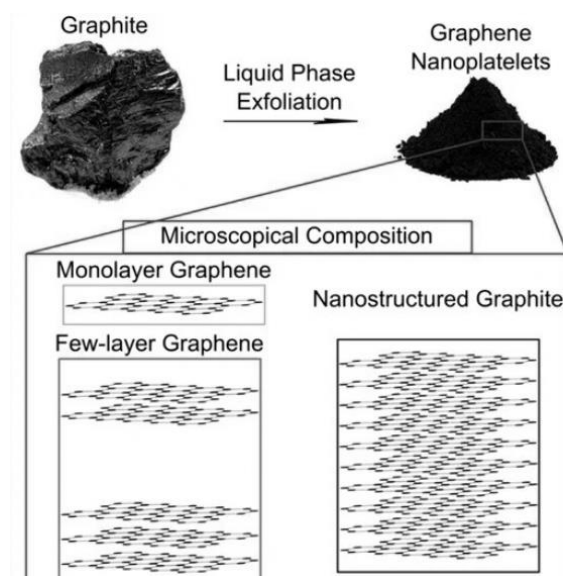 Graphite
Liquid Phase
Exfoliation
Graphene
Nanoplatelets
Microscopical Composition
Monolayer Graphene
Few-layer Graphene
Nanostructured Graphite